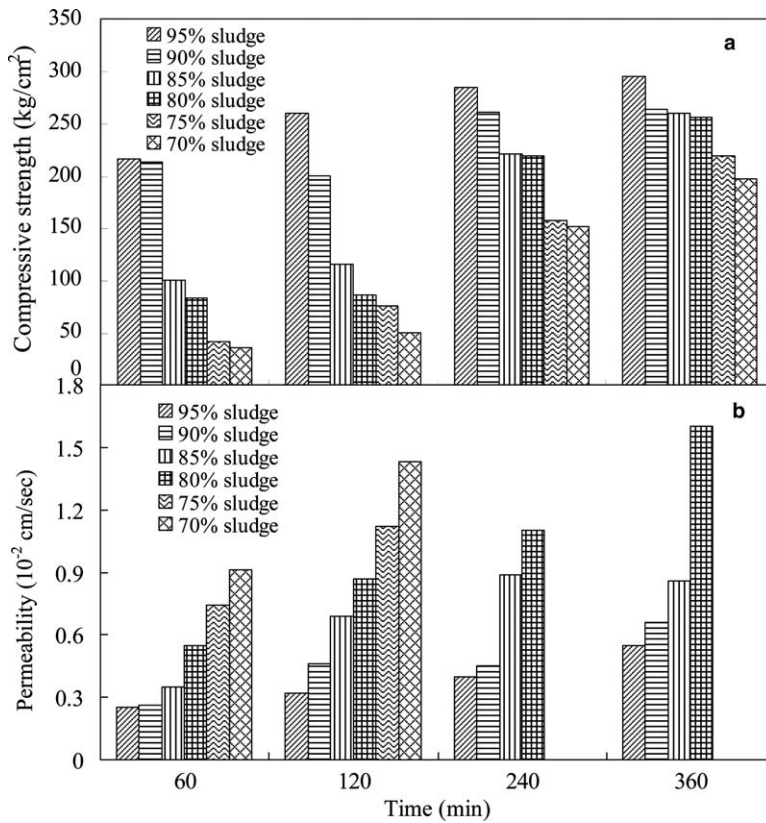 350
300
250
200
150
100
50
0
Compressive strength (kg/cm²)
95% sludge
90% sludge
85% sludge
80% sludge
75% sludge
70% sludge
a
1.8
1.5
1.2
0.9
0.6
0.3
0
Permeability (10⁻² cm/sec)
95% sludge
90% sludge
85% sludge
80% sludge
75% sludge
70% sludge
b
60 120 240 360
Time (min)